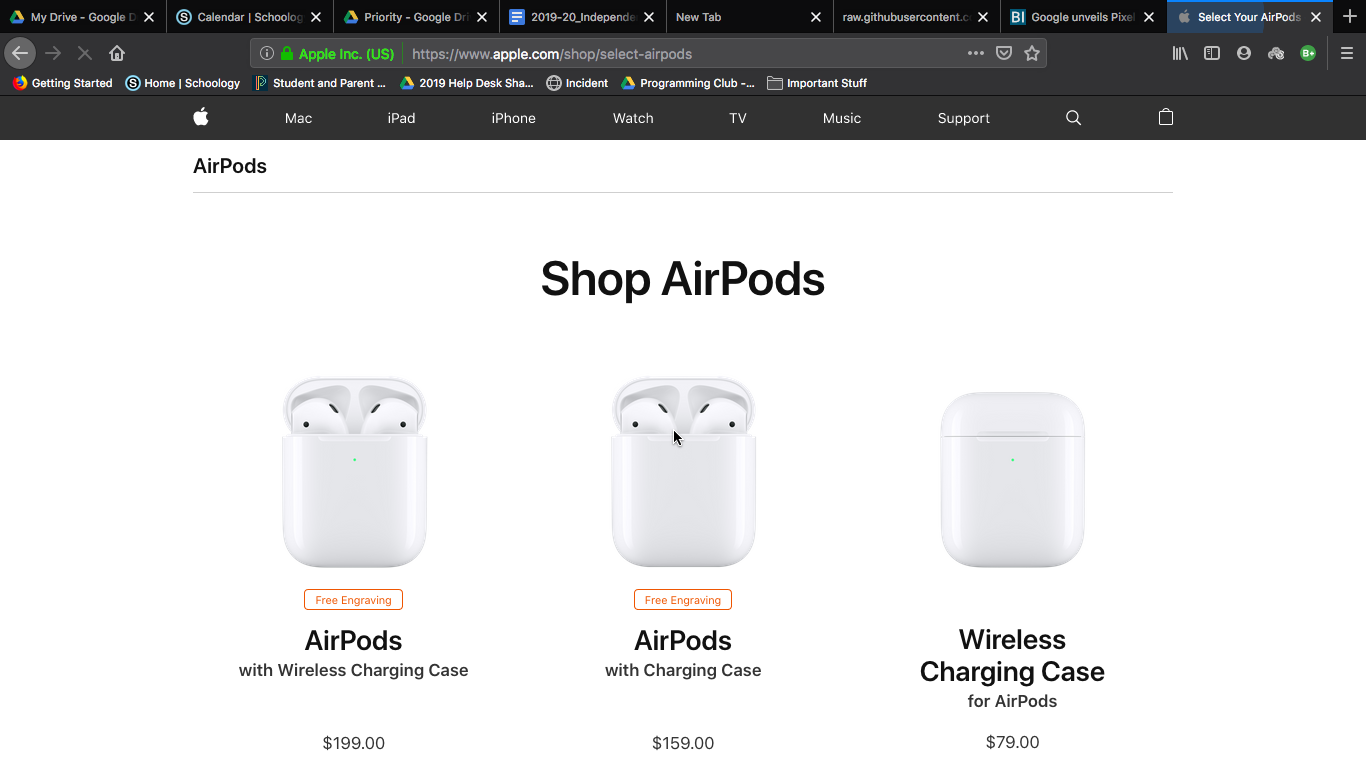 My Drive - Google D
Calendar | Schoolog
Priority - Google Dri
2019-20_Independe
New Tab
raw.githubusercontent.c
Google unveils Pixel
Select Your AirPods
Apple Inc. (US)
https://www.apple.com/shop/select-airpods
Getting Started
Home | Schoology
Student and Parent ...
2019 Help Desk Sha...
Incident
Programming Club -...
Important Stuff
Mac
iPad
iPhone
Watch
TV
Music
Support
AirPods
Shop AirPods
Free Engraving
AirPods
with Wireless Charging Case
$199.00
Free Engraving
AirPods
with Charging Case
$159.00
Wireless
Charging Case
for AirPods
$79.00